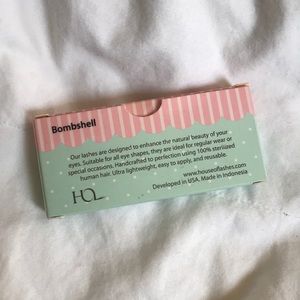 Bombshell
Our lashes are designed to enhance the natural beauty of your
eyes. Suitable for all eye shapes, they are ideal for regular wear or
special occasions. Handcrafted to perfection using 100% sterilized
human hair. Ultra lightweight, easy to apply, and reusable.
HOL
www.houseoflashes.com
Developed in USA. Made in Indonesia